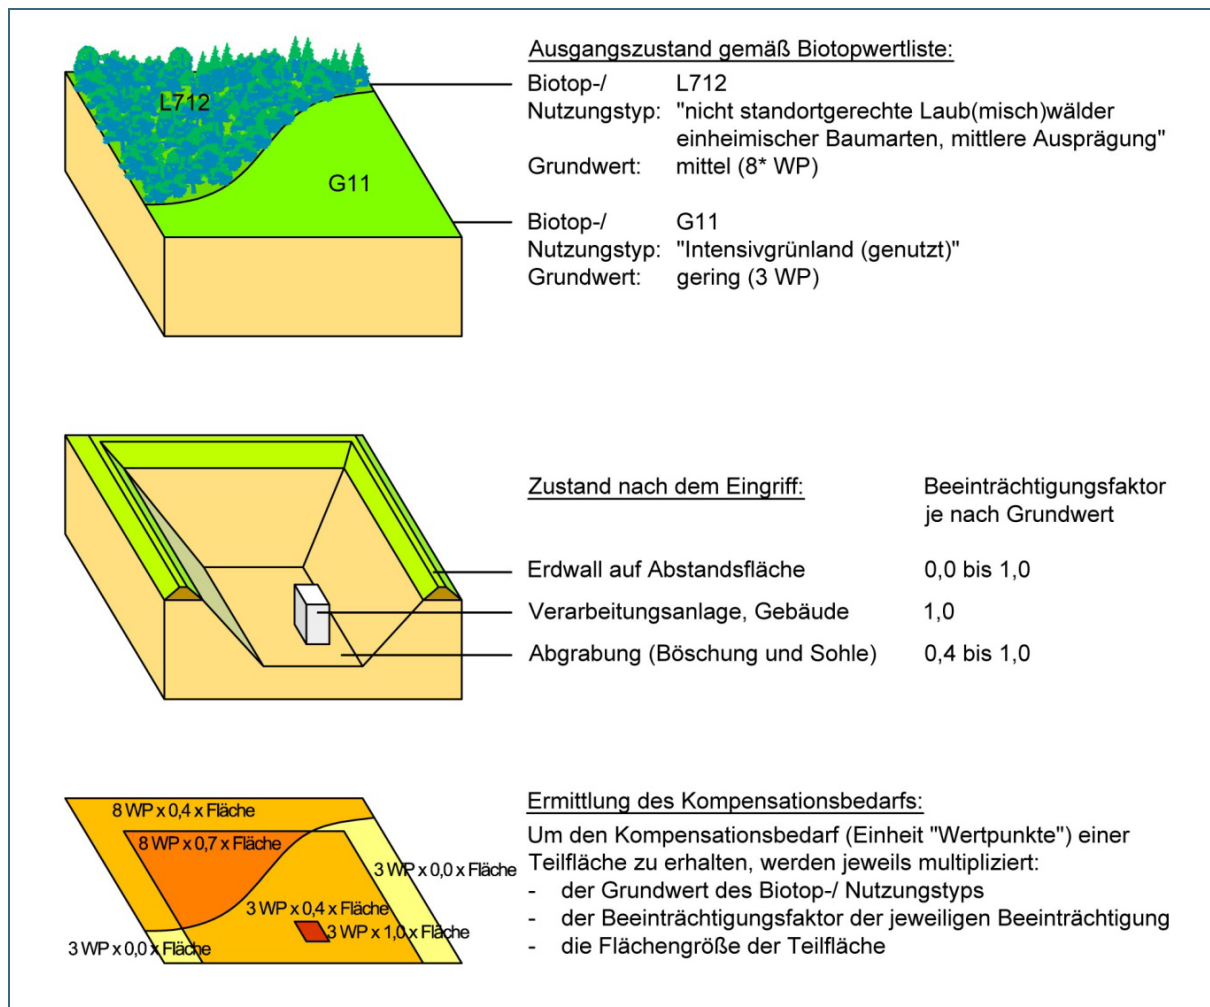 L712
G11
Ausgangszustand gemäß Biotopwertliste:
Biotop-/ L712
Nutzungstyp: "nicht standortgerechte Laub(misch)wälder
einheimischer Baumarten, mittlere Ausprägung"
Grundwert: mittel (8* WP)
Biotop-/ G11
Nutzungstyp: "Intensivgrünland (genutzt)"
Grundwert: gering (3 WP)
Zustand nach dem Eingriff: Beeinträchtigungsfaktor
je nach Grundwert
Erdwall auf Abstandsfläche 0,0 bis 1,0
Verarbeitungsanlage, Gebäude 1,0
Abgrabung (Böschung und Sohle) 0,4 bis 1,0
8 WP x 0,4 x Fläche
8 WP x 0,7 x Fläche
3 WP x 0,0 x Fläche
3 WP x 0,4 x Fläche
3 WP x 1,0 x Fläche
3 WP x 0,0 x Fläche
Ermittlung des Kompensationsbedarfs:
Um den Kompensationsbedarf (Einheit "Wertpunkte") einer
Teilfläche zu erhalten, werden jeweils multipliziert:
- der Grundwert des Biotop-/ Nutzungstyps
- der Beeinträchtigungsfaktor der jeweiligen Beeinträchtigung
- die Flächengröße der Teilfläche